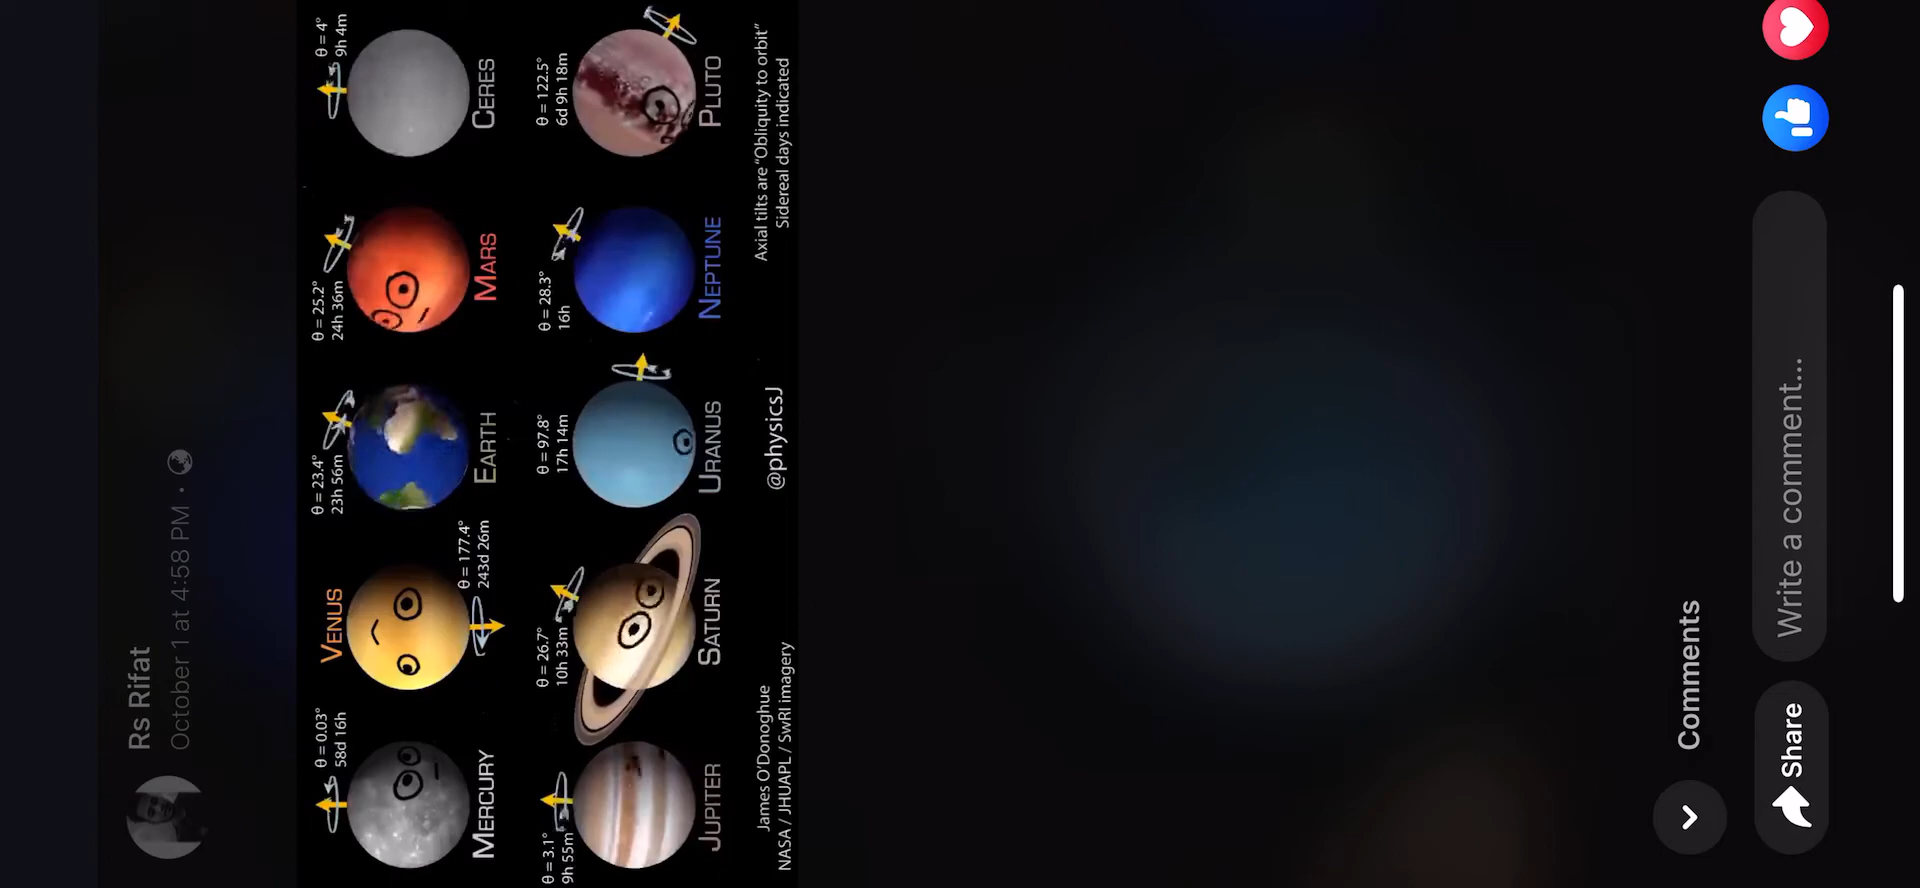 Rs Rifat
October 1 at 4:58 PM ·
θ = 0.03°
58d 16h
MERCURY
VENUS
θ = 177.4°
243d 26m
θ = 23.4°
23h 56m
EARTH
θ = 25.2°
24h 36m
MARS
θ = 4°
9h 4m
CERES
θ = 3.1°
9h 55m
JUPITER
θ = 26.7°
10h 33m
SATURN
θ = 97.8°
17h 14m
URANUS
θ = 28.3°
16h
NEPTUNE
θ = 122.5°
6d 9h 18m
PLUTO
James O'Donoghue
NASA / JHUAPL / SwRI imagery
@physicsJ
Axial tilts are "Obliquity to orbit"
Sidereal days indicated
Comments
Share
Write a comment...